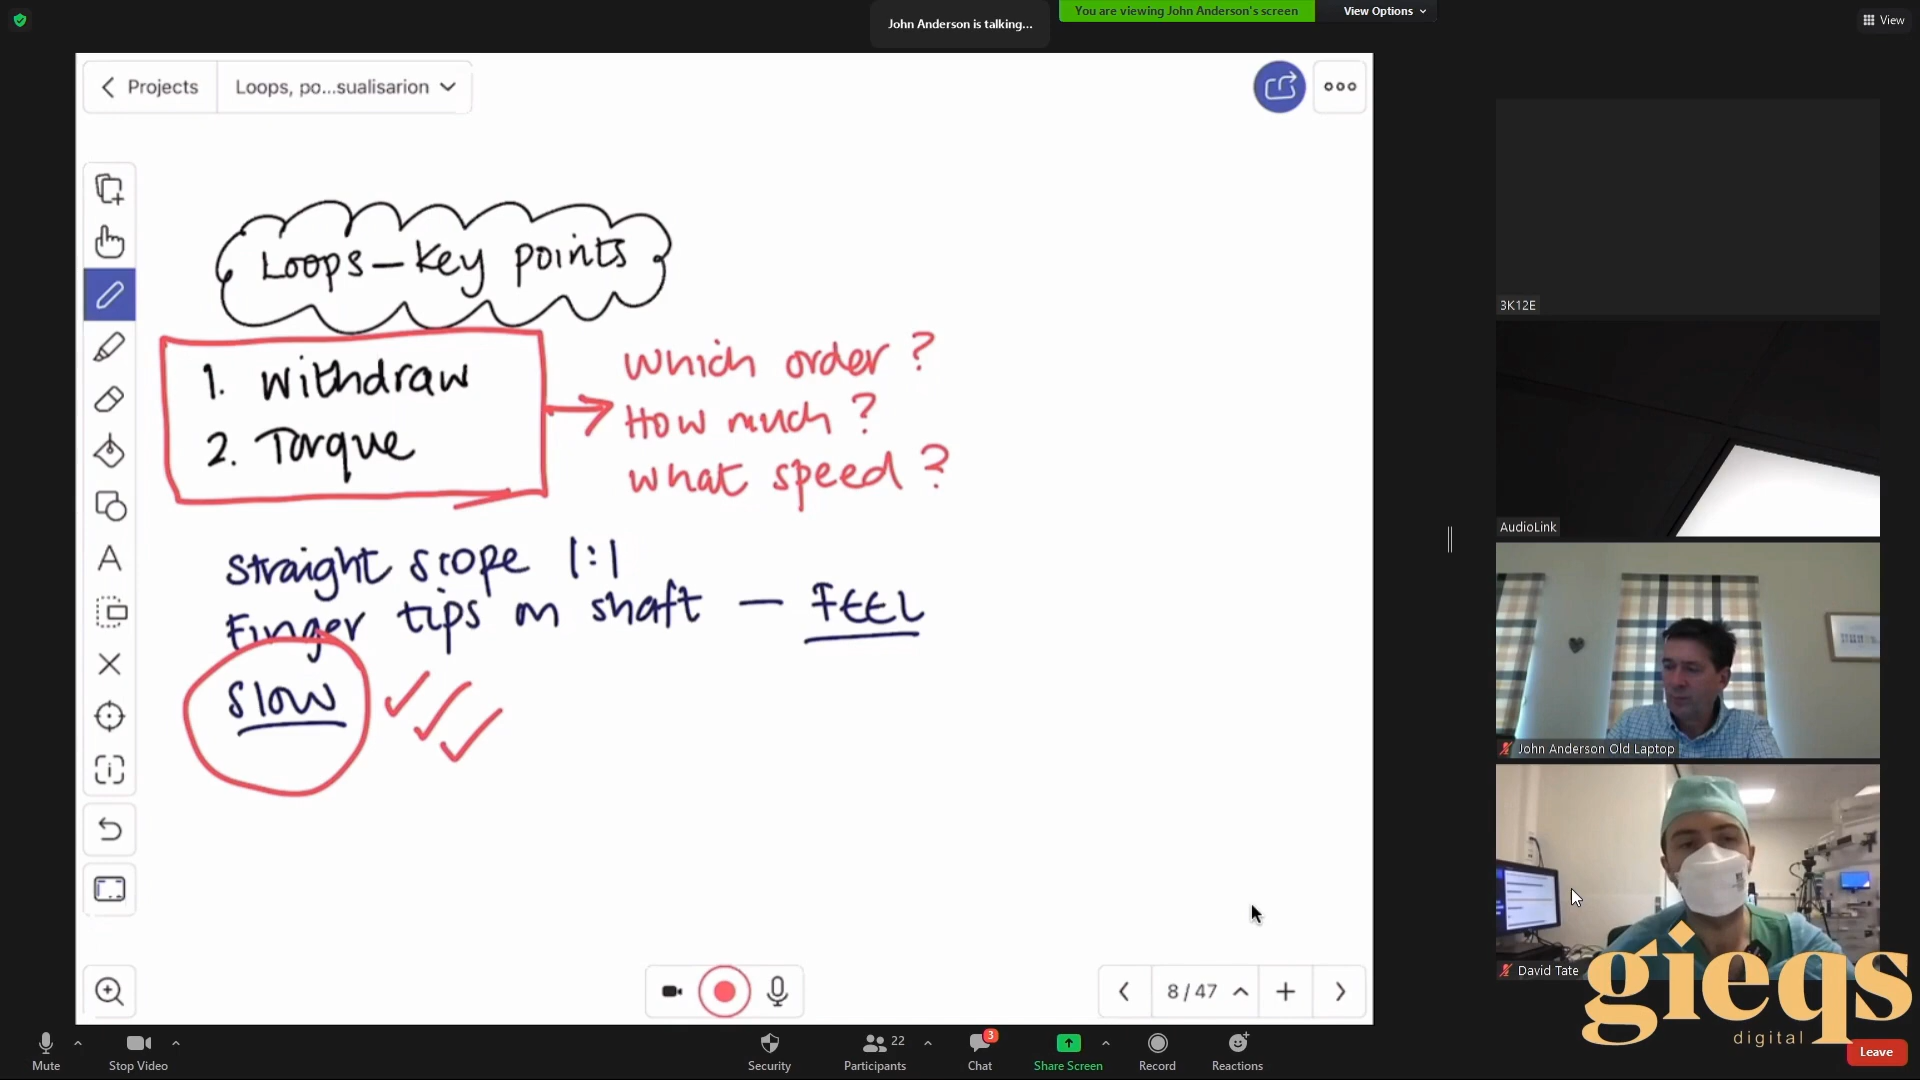 John Anderson is talking...
You are viewing John Anderson's screen
View Options
View
Projects
Loops, po...sualisarion
Loops - Key points
1. Withdraw
2. Torque
Which order ?
How much ?
What speed ?
Straight scope 1:1
Finger tips on shaft — FEEL
Slow
A
8 / 47
3K12E
AudioLink
John Anderson Old Laptop
David Tate
gieqs
digital
Mute
Stop Video
Security
22
Participants
3
Chat
Share Screen
Record
Reactions
Leave